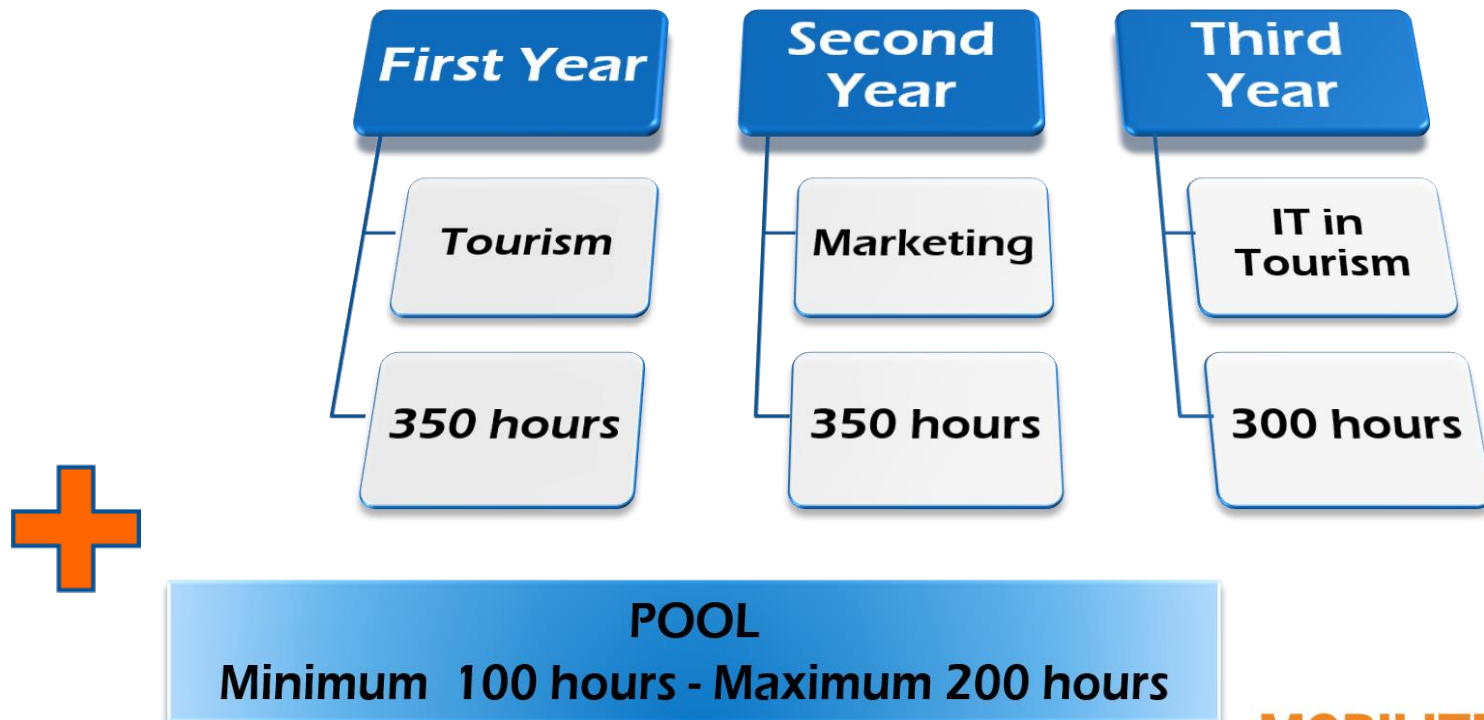 First Year
Second
Year
Third
Year
Tourism
Marketing
IT in
Tourism
350 hours
350 hours
300 hours
POOL
Minimum 100 hours - Maximum 200 hours